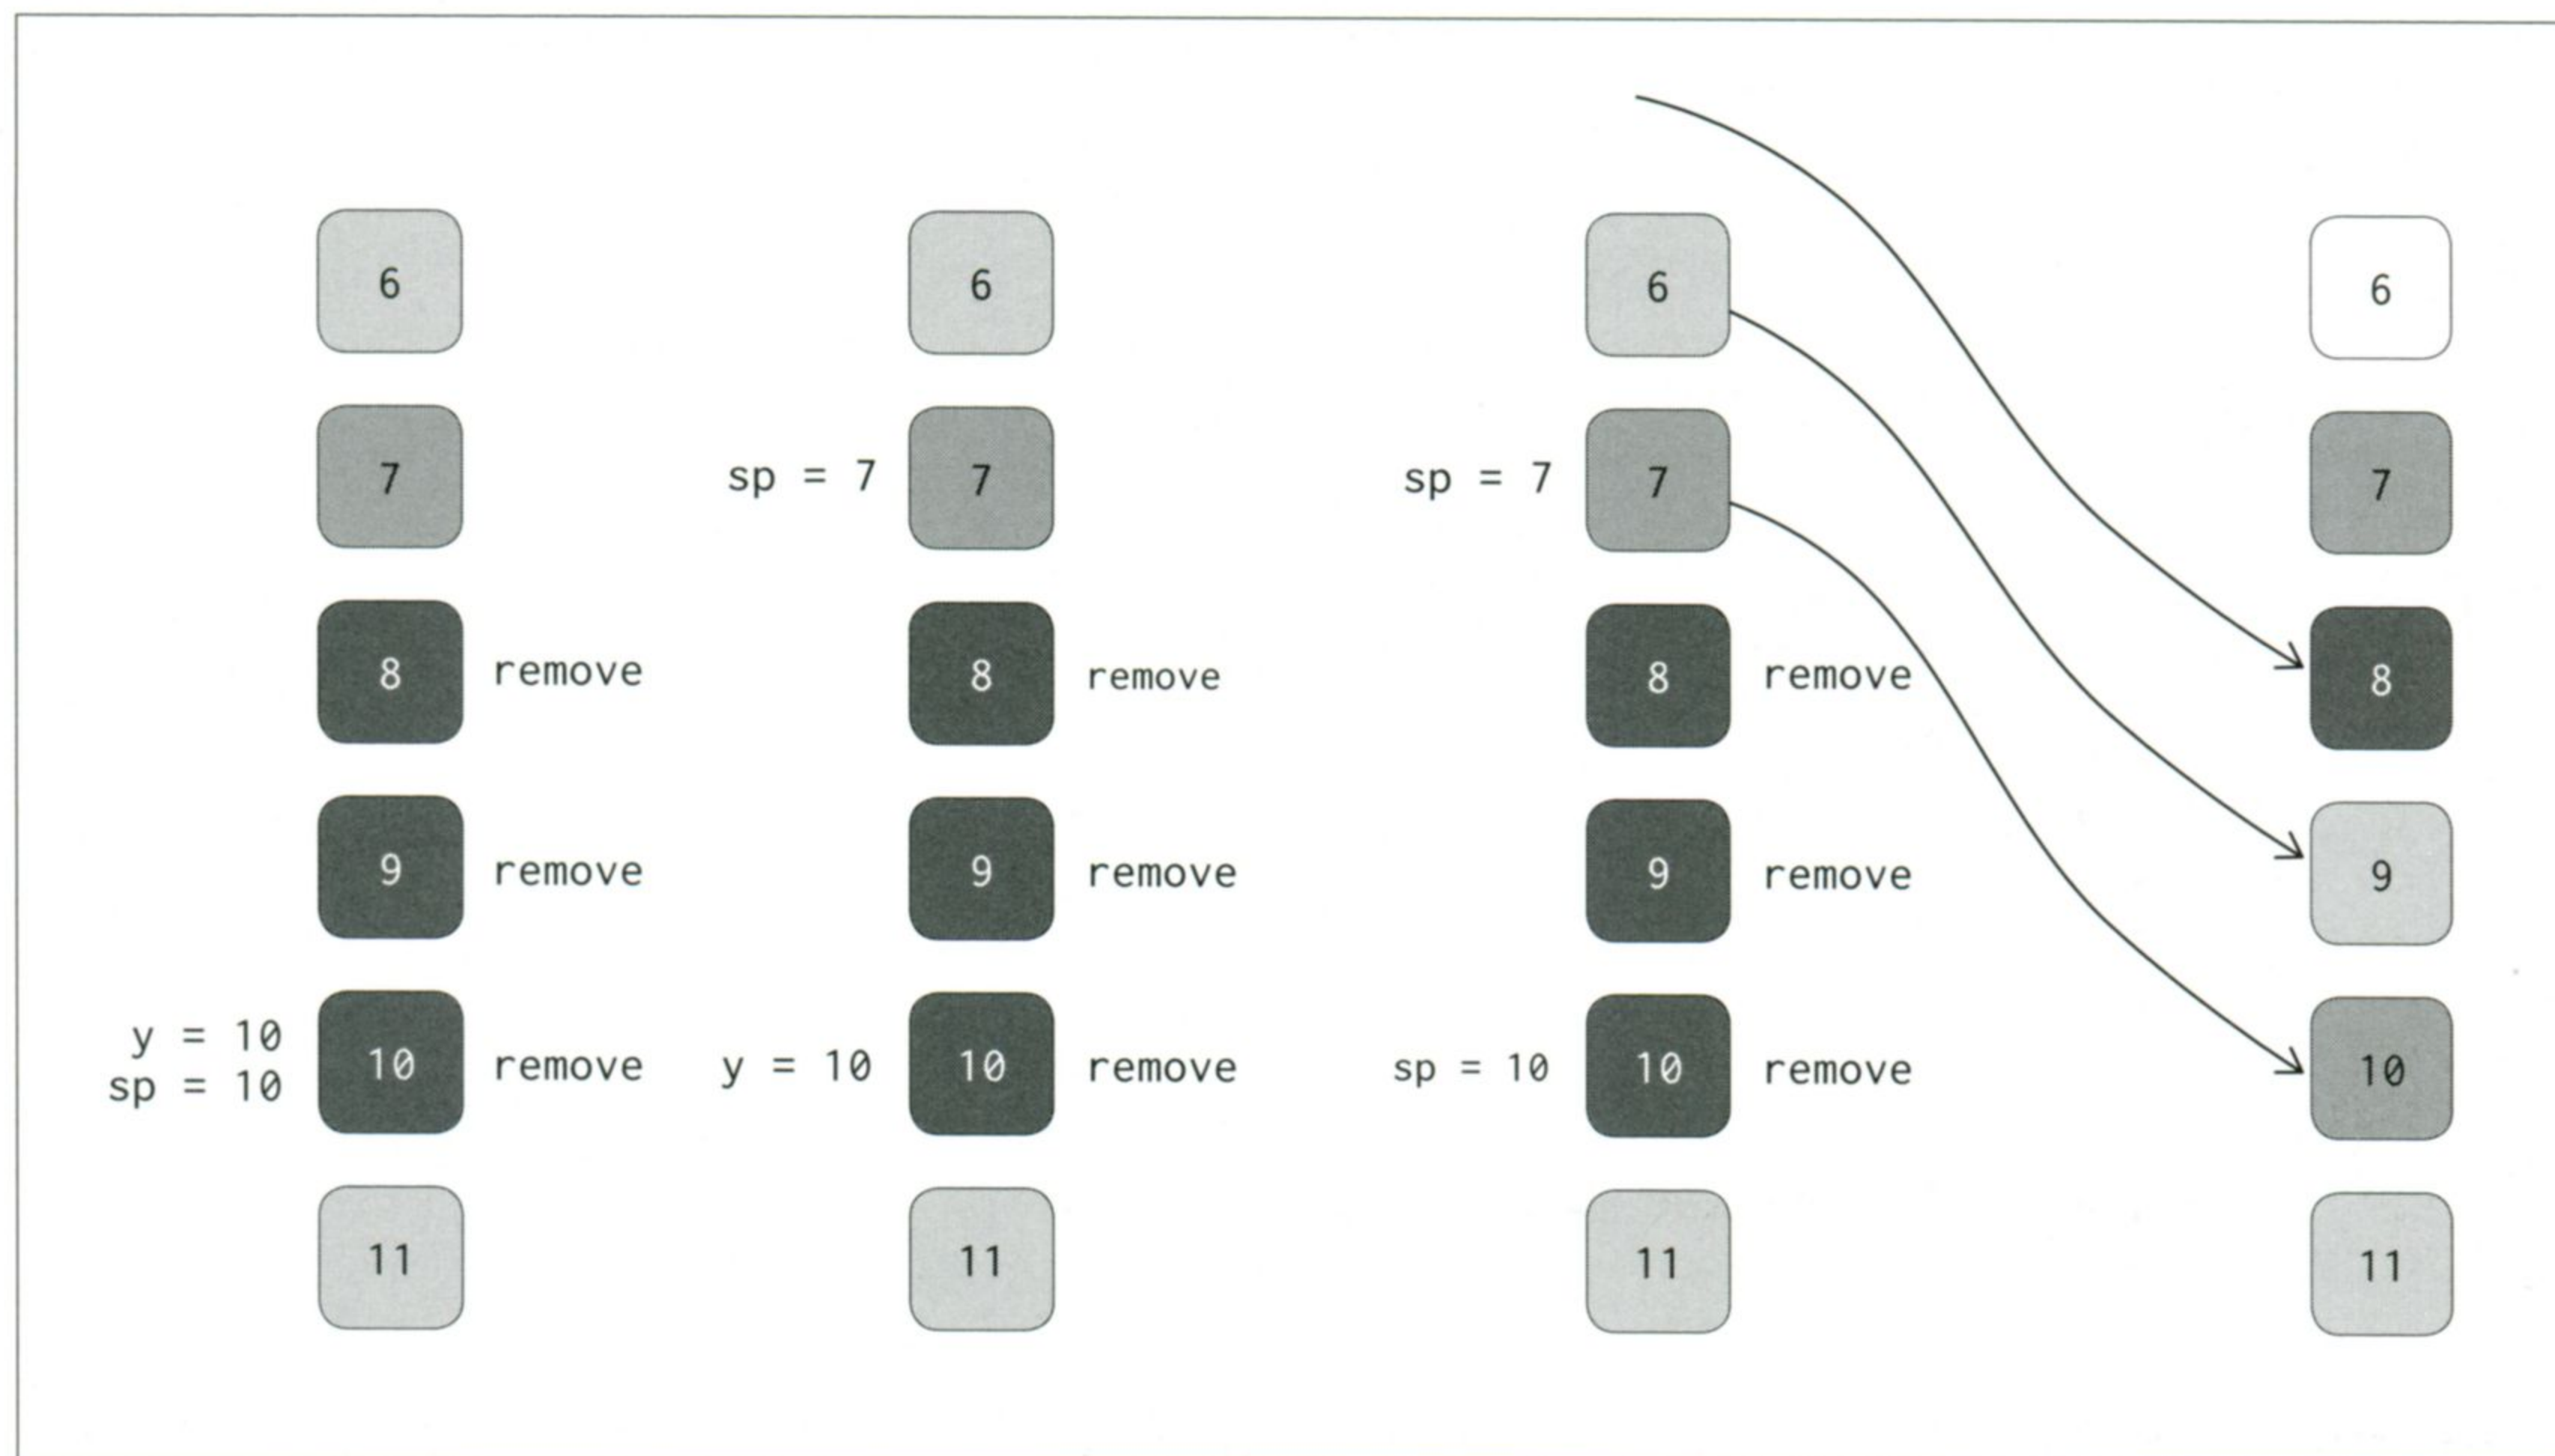 6 6 6 6
7 sp = 7 7 sp = 7 7 7
8 remove 8 remove 8 remove 8
9 remove 9 remove 9 remove 9
y = 10
sp = 10 10 remove y = 10 10 remove sp = 10 10 remove 10
11 11 11 11